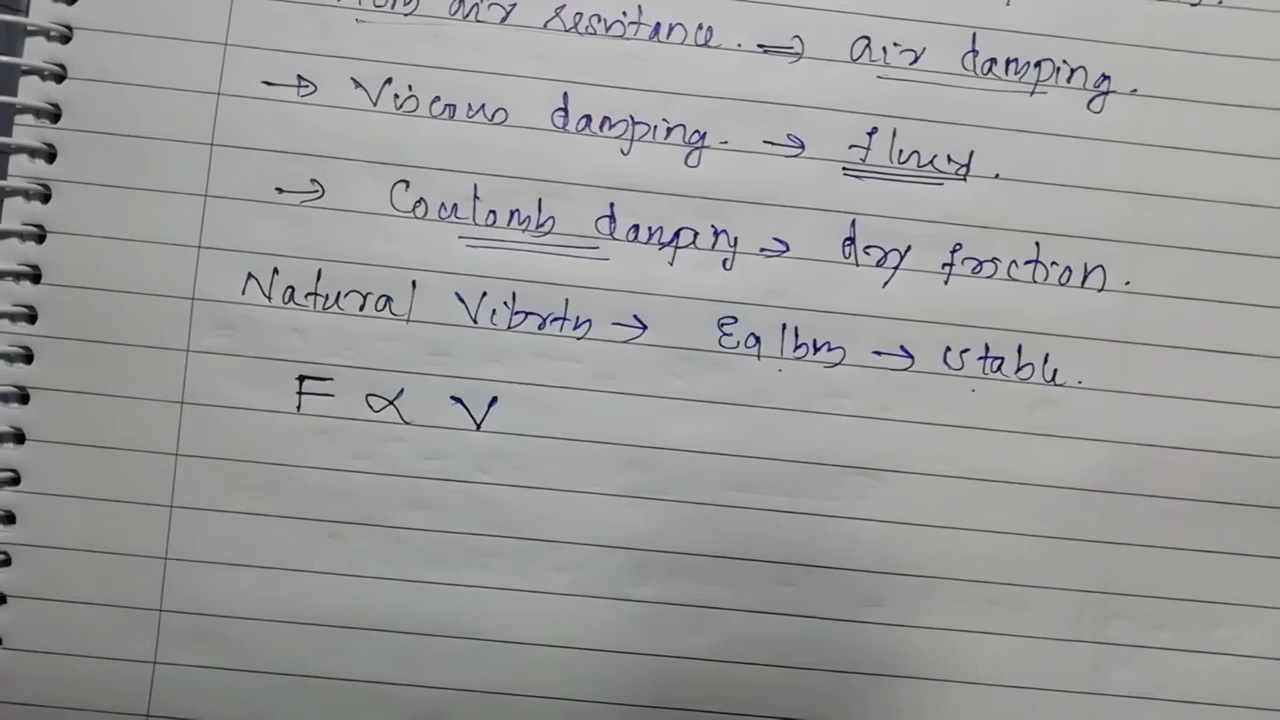 air resistance. ⇒ air damping.
→ Viscous damping. → fluid.
→ Coulomb damping → dry friction.
Natural Vibrtn → Eqlbm → stable.
F ∝ V